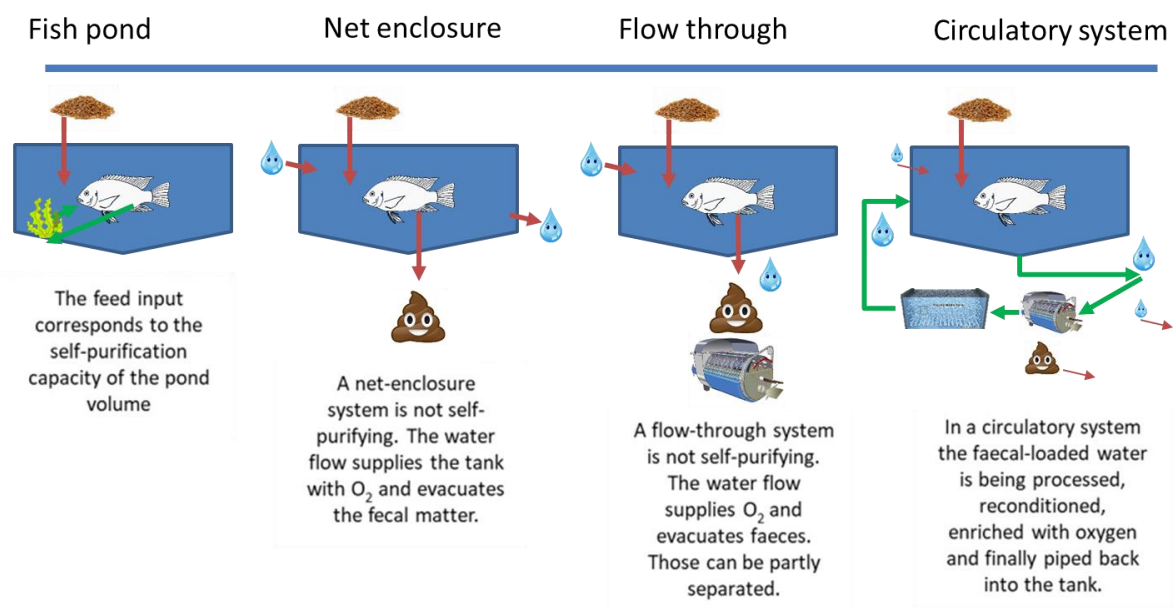 Fish pond
Net enclosure
Flow through
Circulatory system
The feed input
corresponds to the
self-purification
capacity of the pond
volume
A net-enclosure
system is not self-
purifying. The water
flow supplies the tank
with O₂ and evacuates
the fecal matter.
A flow-through system
is not self-purifying.
The water flow
supplies O₂ and
evacuates faeces.
Those can be partly
separated.
In a circulatory system
the faecal-loaded water
is being processed,
reconditioned,
enriched with oxygen
and finally piped back
into the tank.